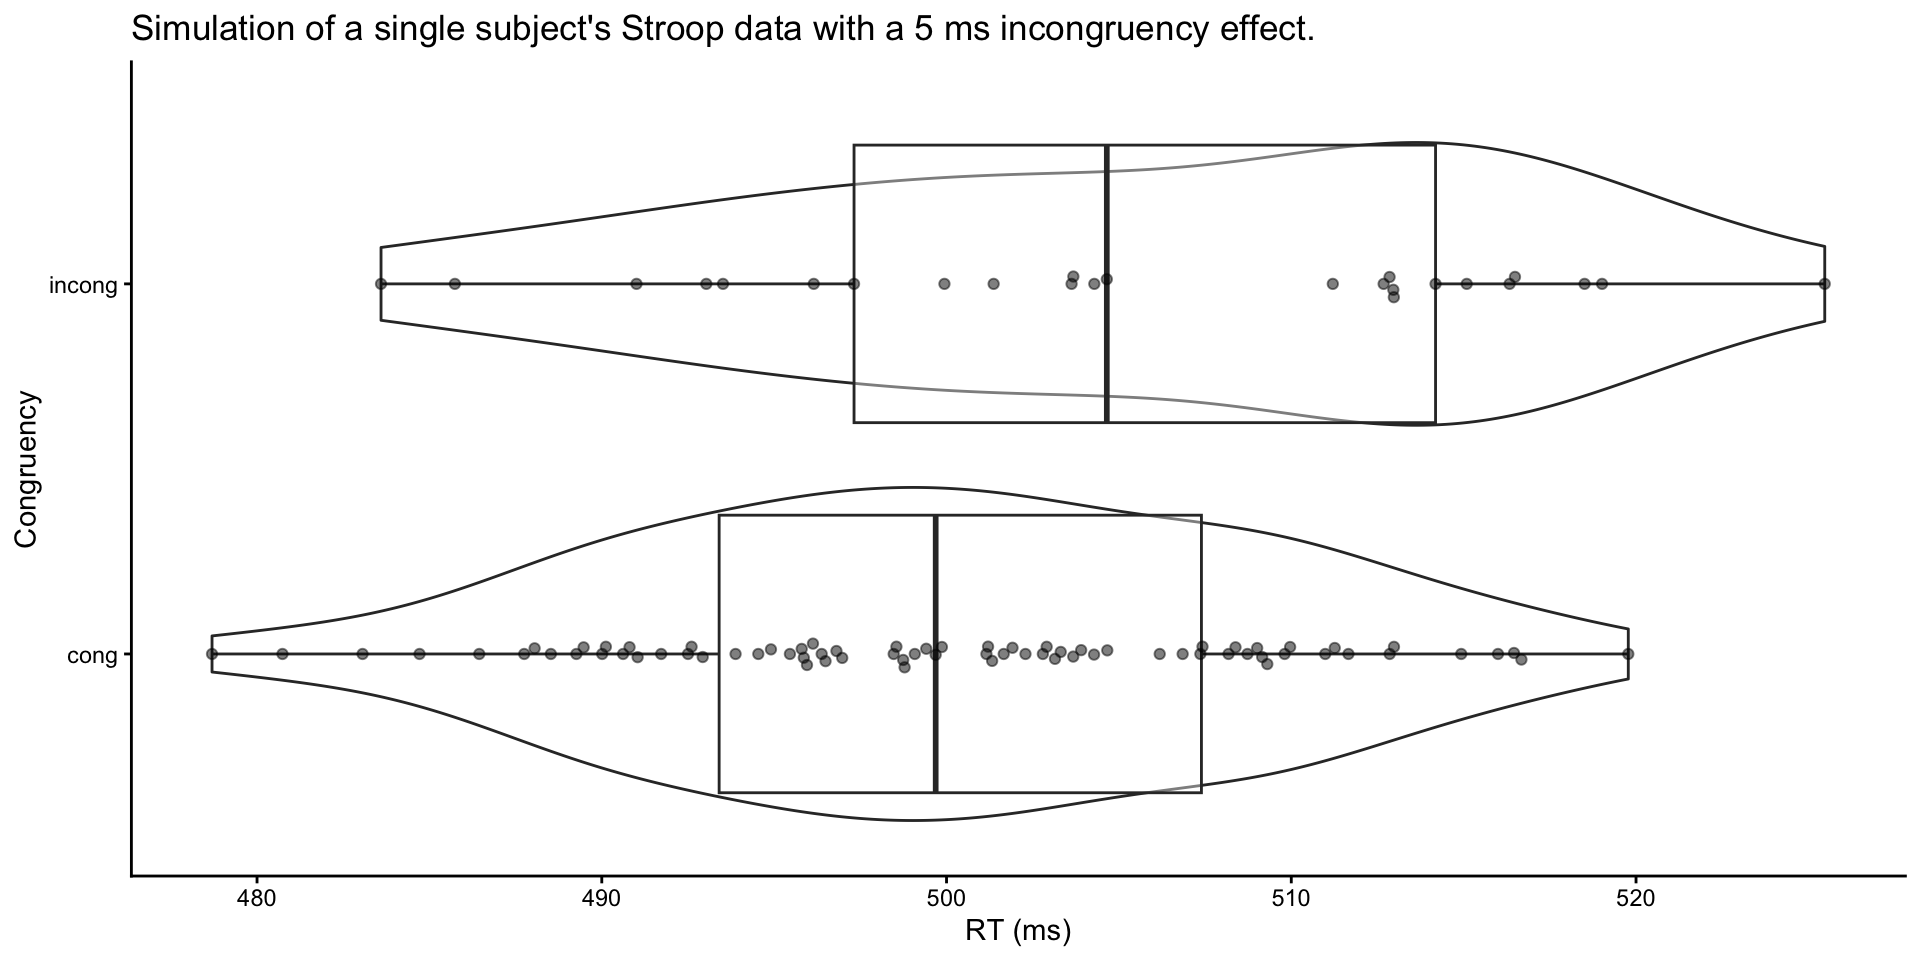 Simulation of a single subject's Stroop data with a 5 ms incongruency effect.
incong
Congruency
cong
480 490 500 510 520
RT (ms)